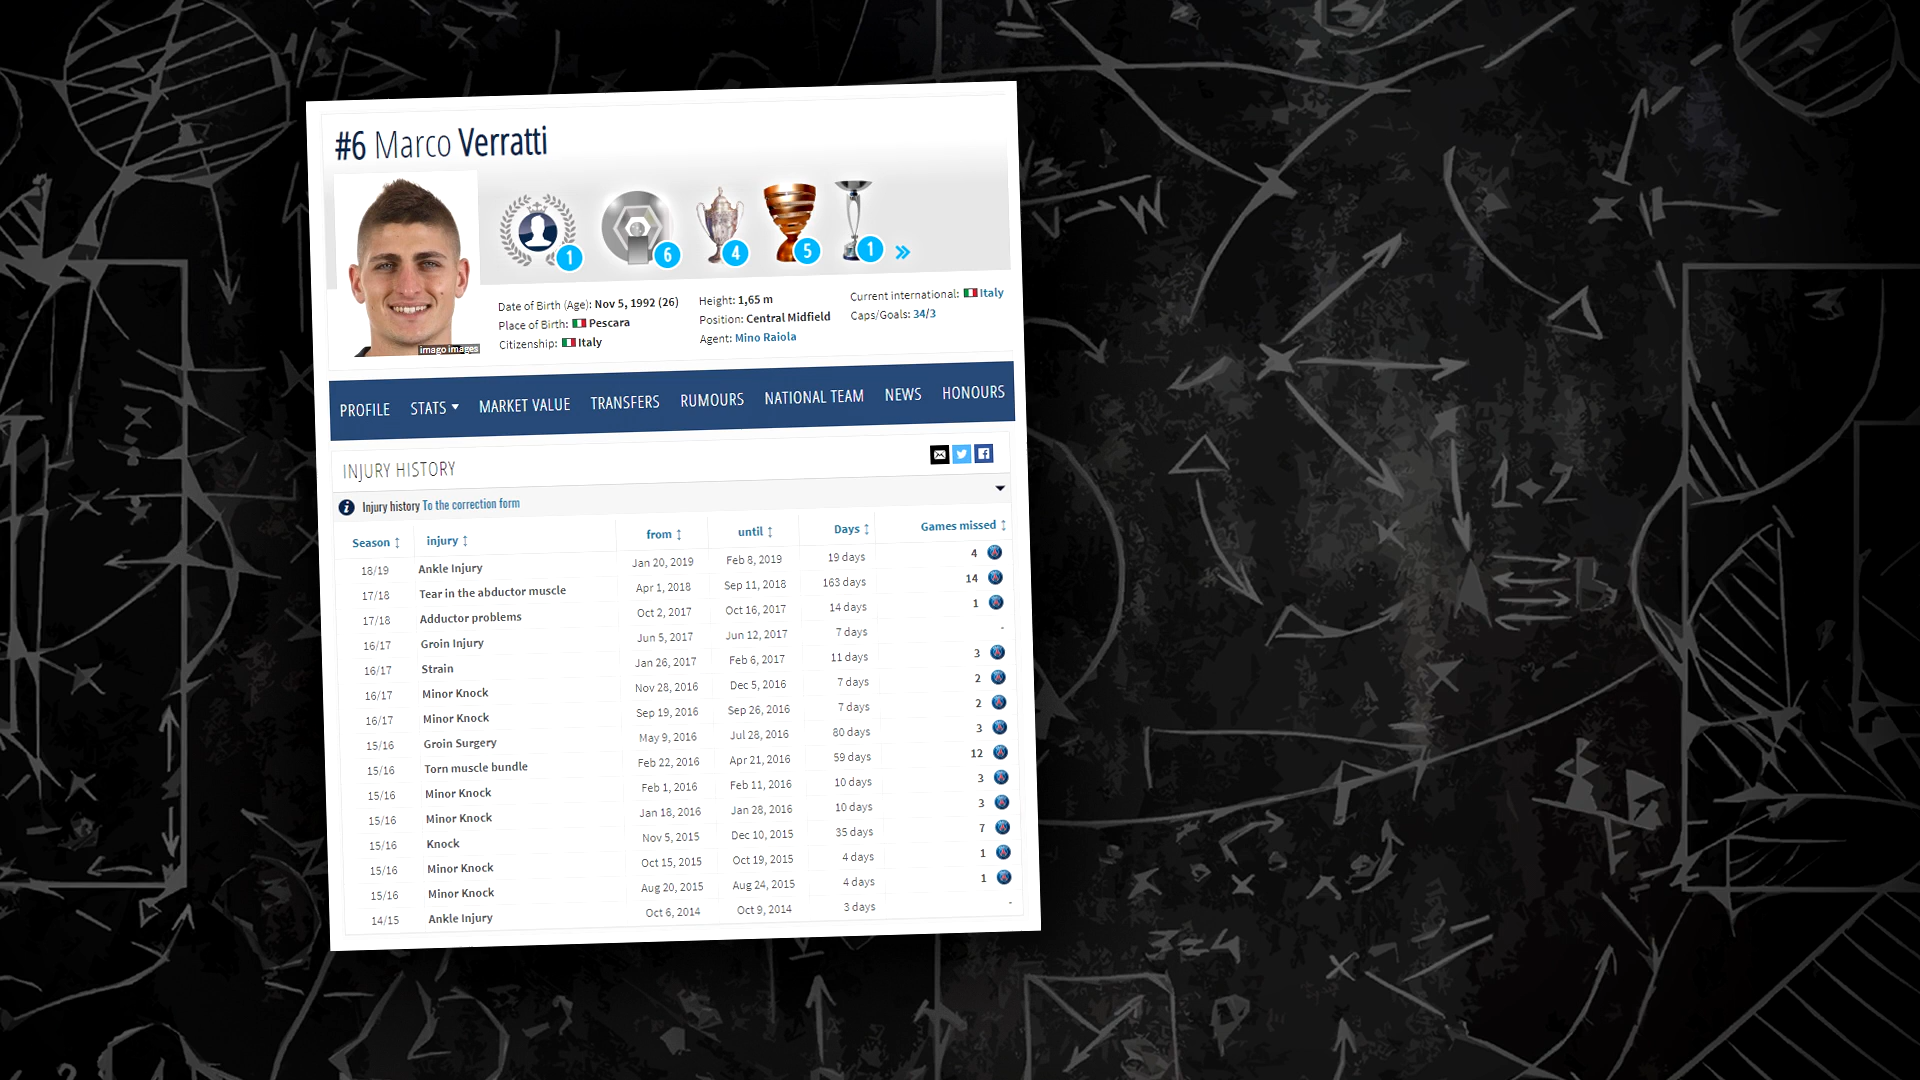 #6 Marco Verratti
1 6 4 5 1 »
imago images
Date of Birth (Age): Nov 5, 1992 (26)
Place of Birth: Pescara
Citizenship: Italy
Height: 1,65 m
Position: Central Midfield
Agent: Mino Raiola
Current international: Italy
Caps/Goals: 34/3
PROFILE STATS MARKET VALUE TRANSFERS RUMOURS NATIONAL TEAM NEWS HONOURS
INJURY HISTORY
Injury history To the correction form
Season injury from until Days Games missed
18/19 Ankle Injury Jan 20, 2019 Feb 8, 2019 19 days 4
17/18 Tear in the abductor muscle Apr 1, 2018 Sep 11, 2018 163 days 14
17/18 Adductor problems Oct 2, 2017 Oct 16, 2017 14 days 1
16/17 Groin Injury Jun 5, 2017 Jun 12, 2017 7 days -
16/17 Strain Jan 26, 2017 Feb 6, 2017 11 days 3
16/17 Minor Knock Nov 28, 2016 Dec 5, 2016 7 days 2
16/17 Minor Knock Sep 19, 2016 Sep 26, 2016 7 days 2
15/16 Groin Surgery May 9, 2016 Jul 28, 2016 80 days 3
15/16 Torn muscle bundle Feb 22, 2016 Apr 21, 2016 59 days 12
15/16 Minor Knock Feb 1, 2016 Feb 11, 2016 10 days 3
15/16 Minor Knock Jan 18, 2016 Jan 28, 2016 10 days 3
15/16 Knock Nov 5, 2015 Dec 10, 2015 35 days 7
15/16 Minor Knock Oct 15, 2015 Oct 19, 2015 4 days 1
15/16 Minor Knock Aug 20, 2015 Aug 24, 2015 4 days 1
14/15 Ankle Injury Oct 6, 2014 Oct 9, 2014 3 days -
1-2